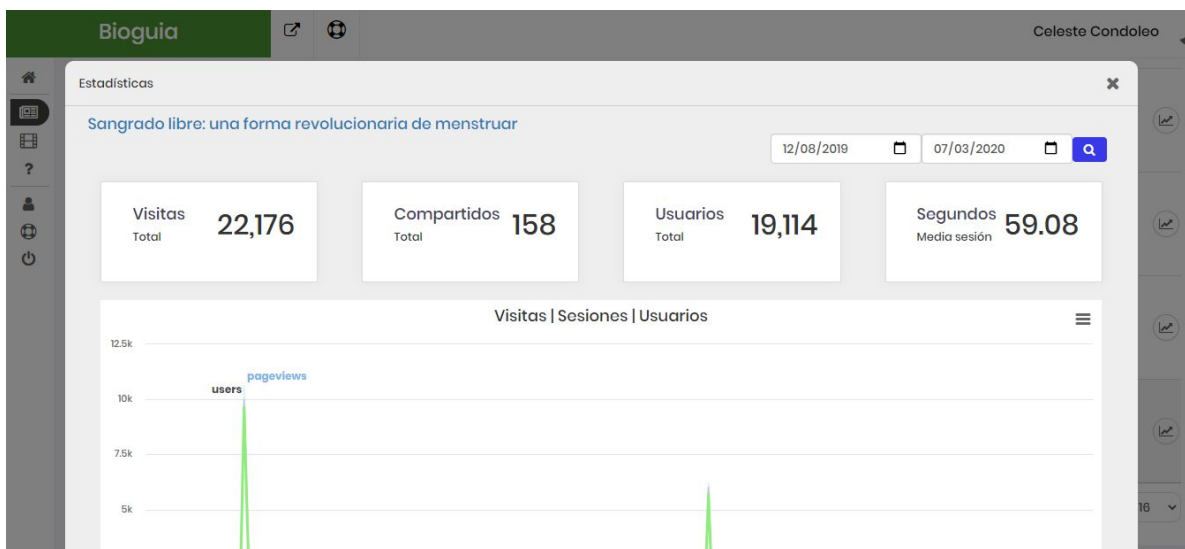 Bioguia
Celeste Condoleo
Estadísticas
Sangrado libre: una forma revolucionaria de menstruar
12/08/2019
07/03/2020
?
Visitas
Total
22,176
Compartidos
Total
158
Usuarios
Total
19,114
Segundos
Media sesión
59.08
Visitas | Sesiones | Usuarios
12.5k
pageviews
users
10k
7.5k
5k
16